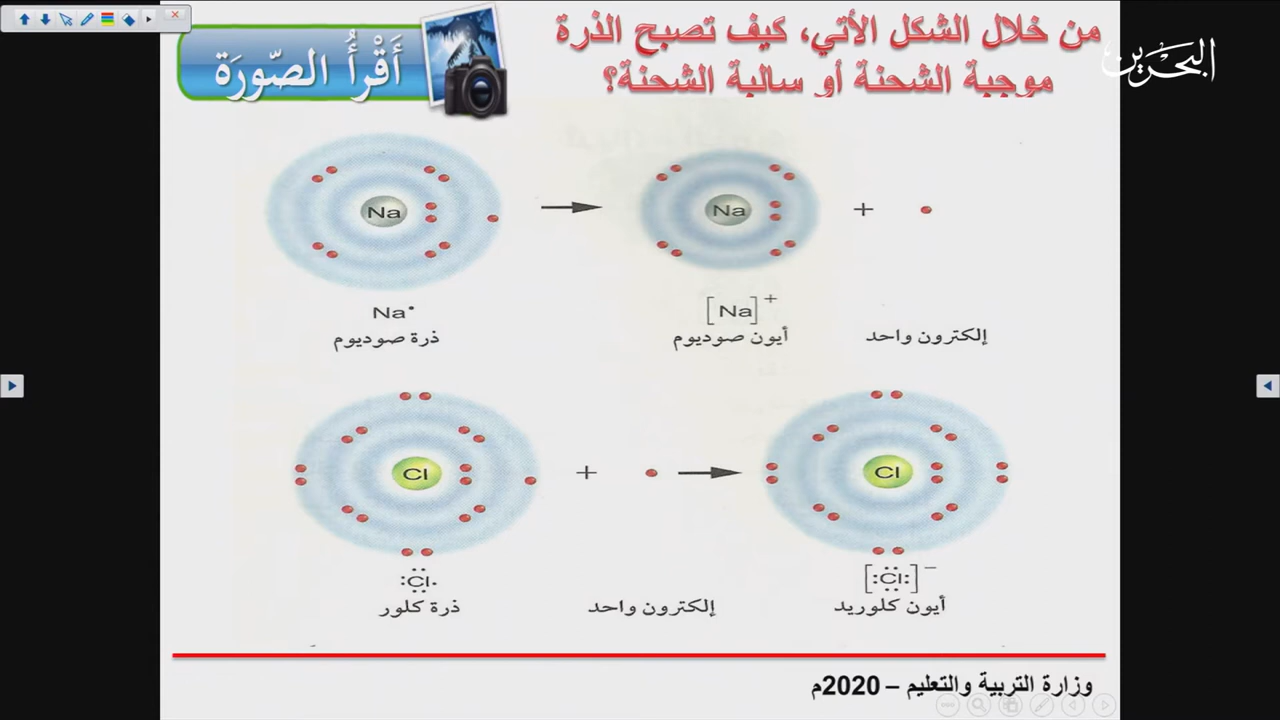 من خلال الشكل الأتي، كيف تصبح الذرة
موجبة الشحنة أو سالبة الشحنة؟
أَقْرأُ الصّورَة
البحرين
Na
Na
+
Na•
[Na]+
ذرة صوديوم
أيون صوديوم
إلكترون واحد
Cl
+
Cl
:Cl.
[:Cl:]−
ذرة كلور
إلكترون واحد
أيون كلوريد
وزارة التربية والتعليم – 2020م